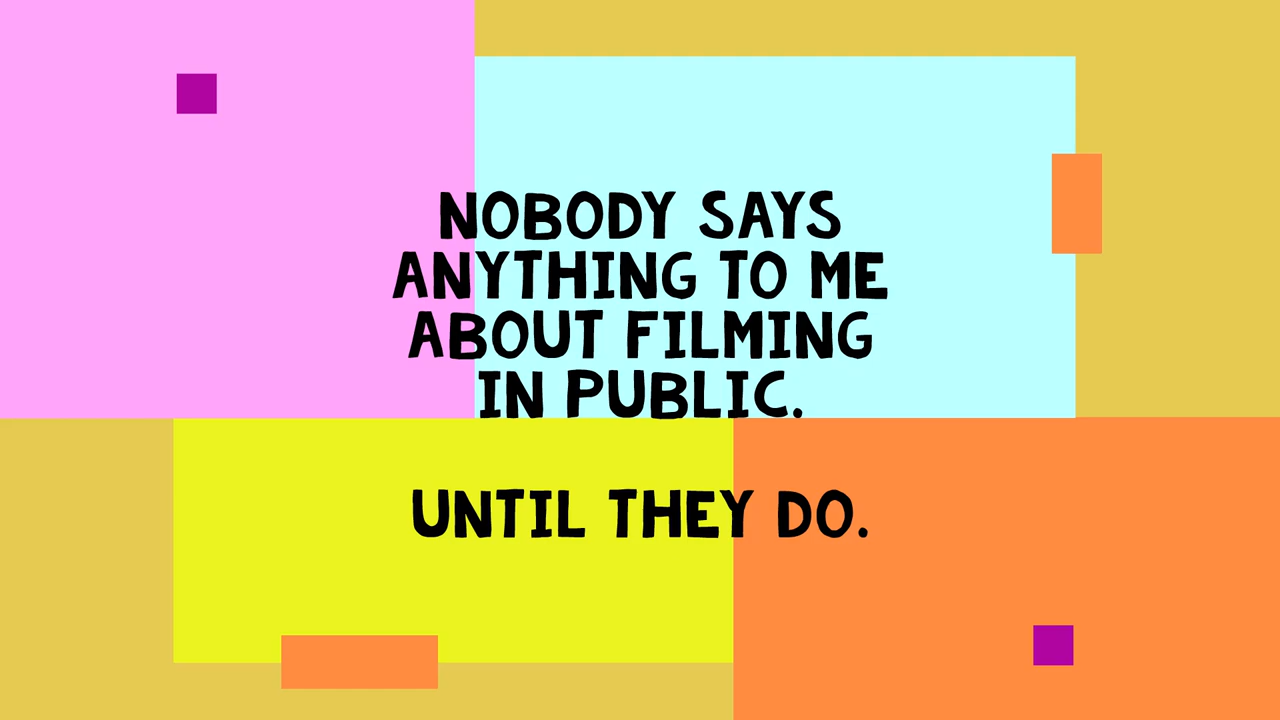 NOBODY SAYS
ANYTHING TO ME
ABOUT FILMING
IN PUBLIC.
UNTIL THEY DO.